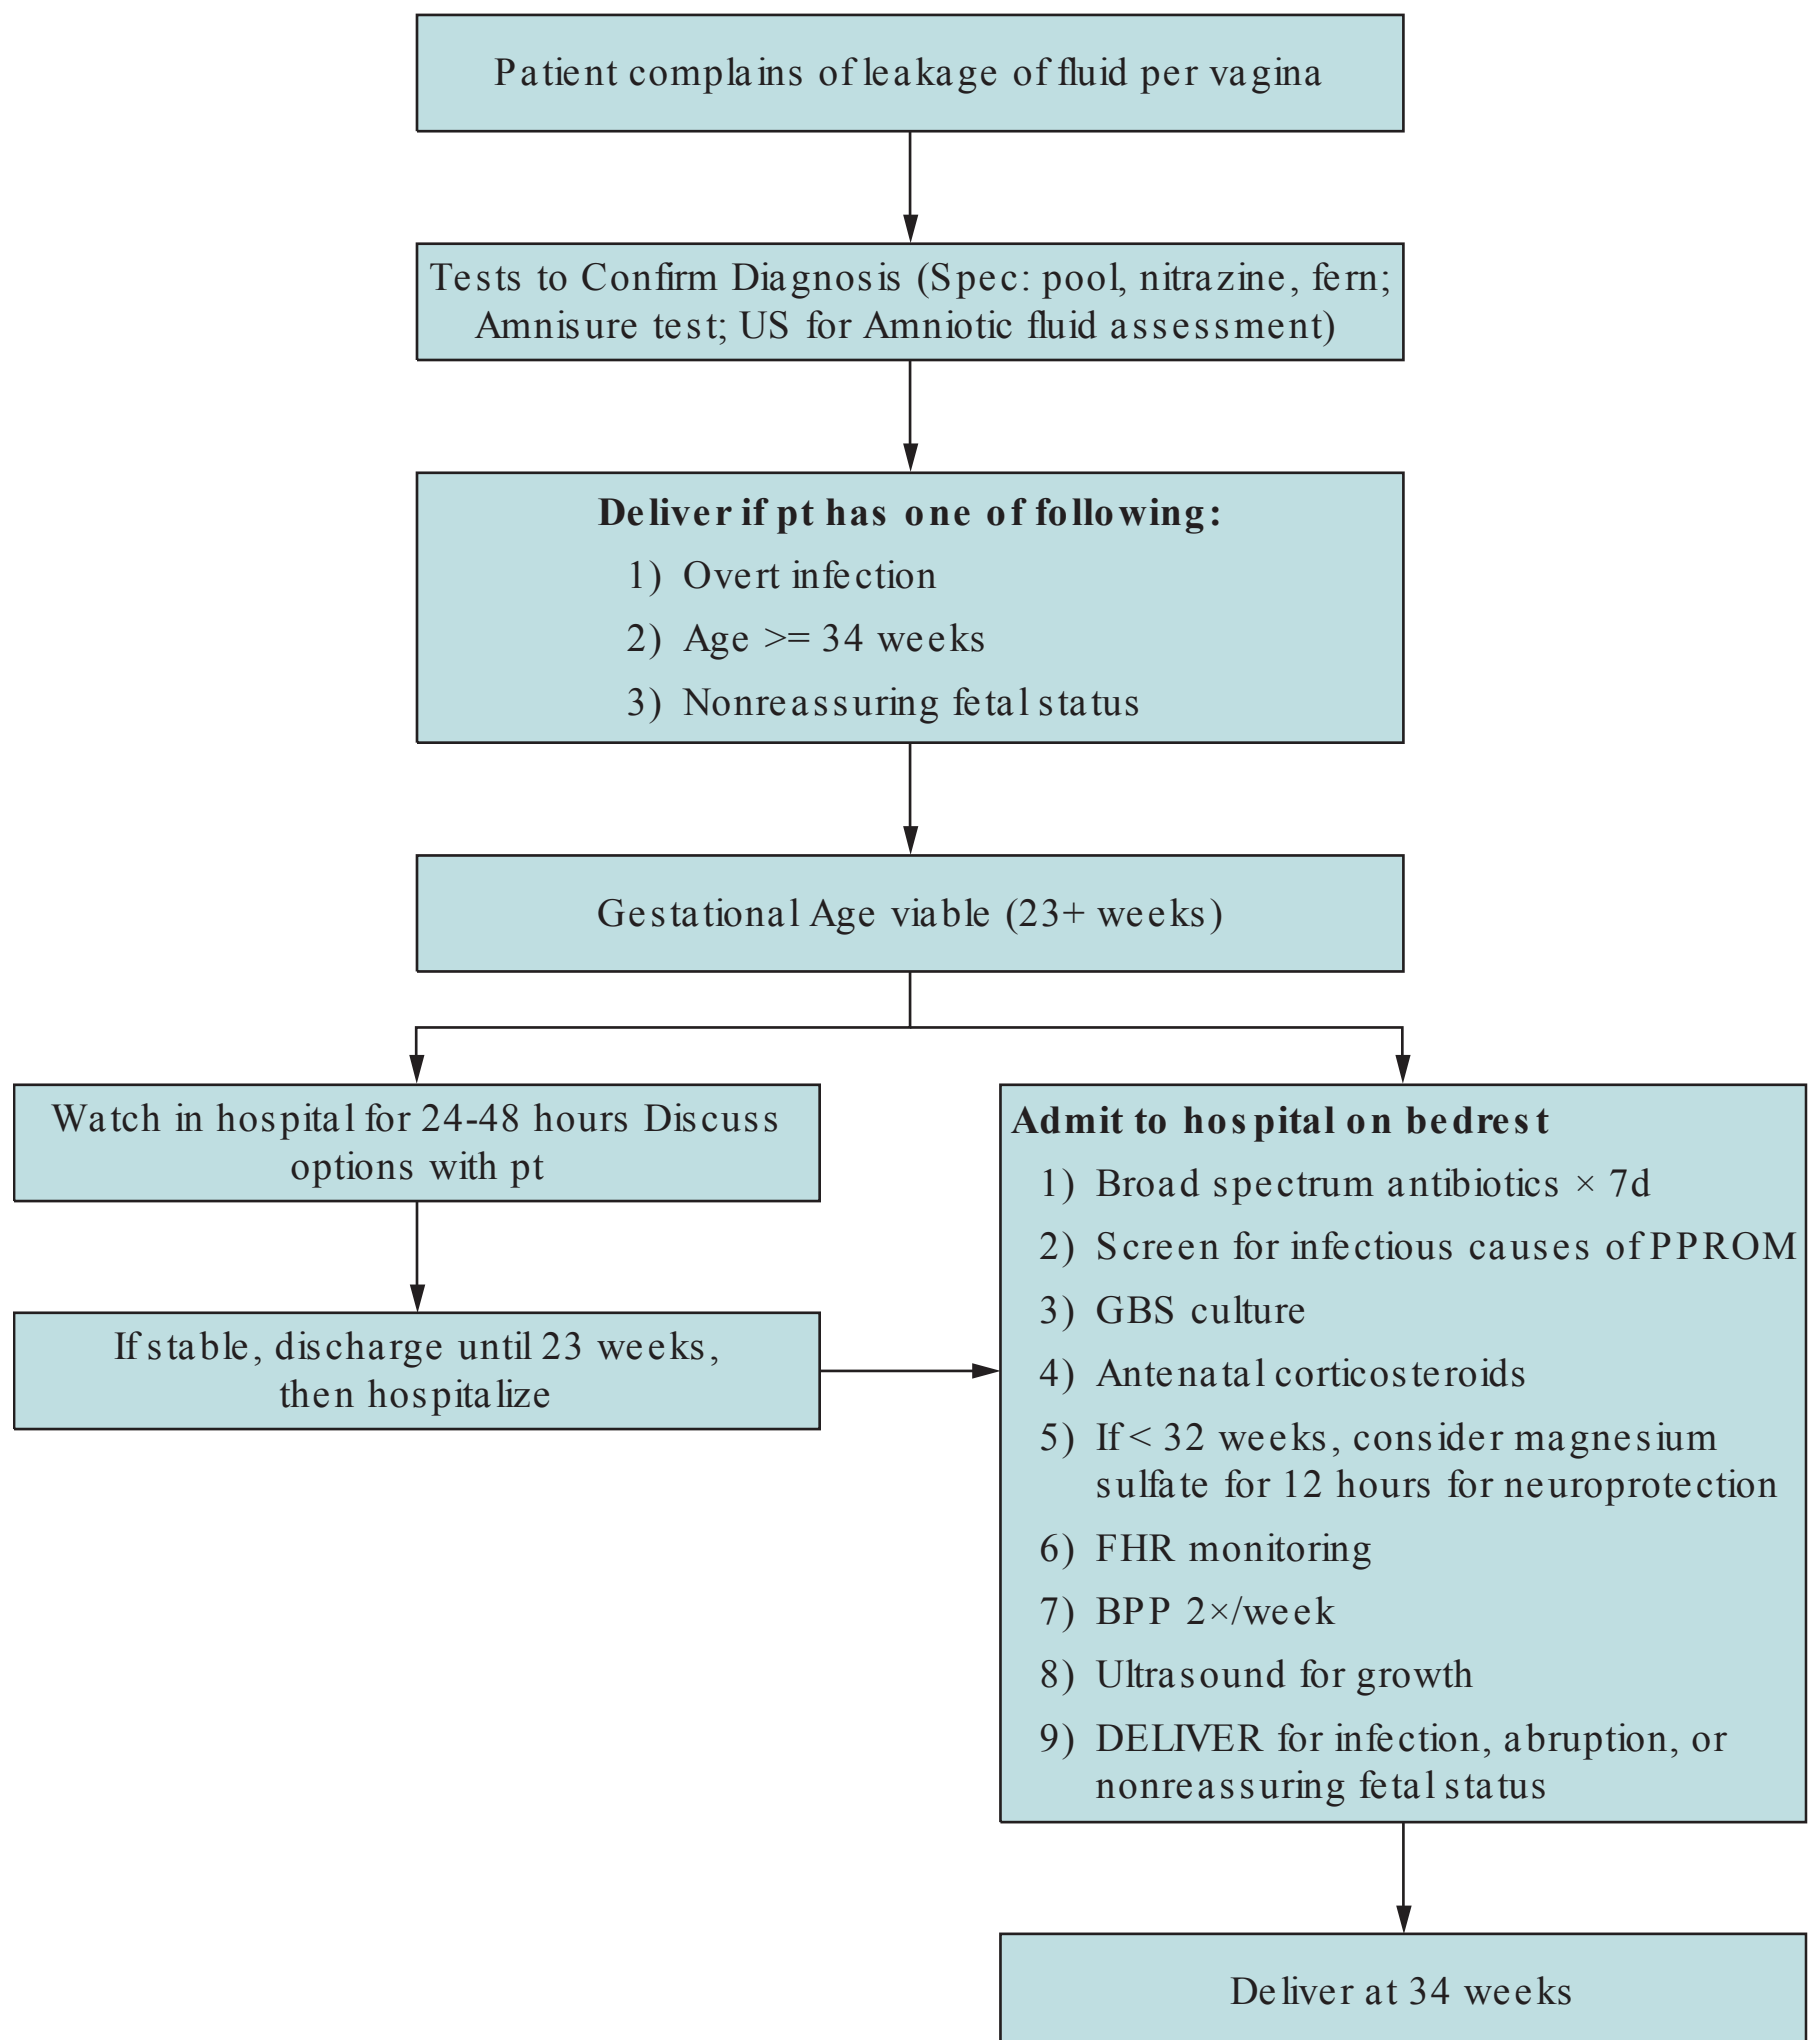 Patient complains of leakage of fluid per vagina
Tests to Confirm Diagnosis (Spec: pool, nitrazine, fern;
Amnisure test; US for Amniotic fluid assessment)
Deliver if pt has one of following:
1) Overt infection
2) Age >= 34 weeks
3) Nonreassuring fetal status
Gestational Age viable (23+ weeks)
Watch in hospital for 24-48 hours Discuss
options with pt
If stable, discharge until 23 weeks,
then hospitalize
Admit to hospital on bedrest
1) Broad spectrum antibiotics × 7d
2) Screen for infectious causes of PPROM
3) GBS culture
4) Antenatal corticosteroids
5) If < 32 weeks, consider magnesium
sulfate for 12 hours for neuroprotection
6) FHR monitoring
7) BPP 2×/week
8) Ultrasound for growth
9) DELIVER for infection, abruption, or
nonreassuring fetal status
Deliver at 34 weeks